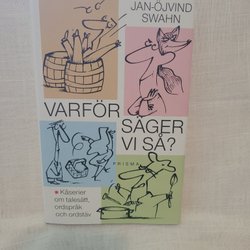 JAN-ÖJVIND
SWAHN
VARFÖR
SÄGER
VI SÅ?
PRISMA
* Kåserier
om talesätt,
ordspråk
och ordstäv